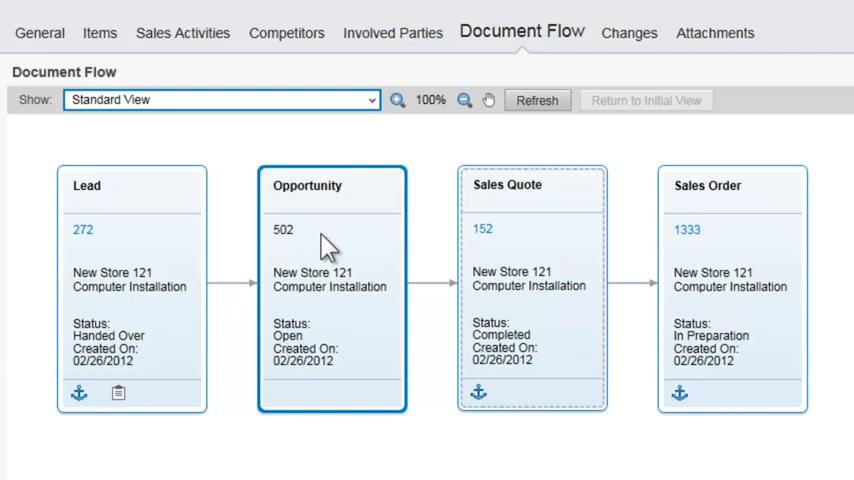 General Items Sales Activities Competitors Involved Parties Document Flow Changes Attachments
Document Flow
Show: Standard View 100% Refresh Return to Initial View
Lead
272
New Store 121
Computer Installation
Status:
Handed Over
Created On:
02/26/2012
Opportunity
502
New Store 121
Computer Installation
Status:
Open
Created On:
02/26/2012
Sales Quote
152
New Store 121
Computer Installation
Status:
Completed
Created On:
02/26/2012
Sales Order
1333
New Store 121
Computer Installation
Status:
In Preparation
Created On:
02/26/2012